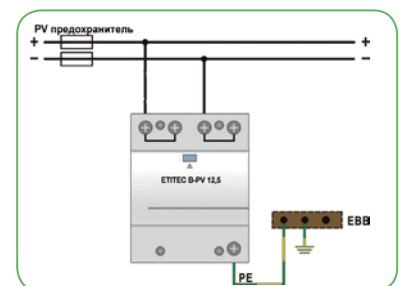 PV предохранитель
+ +
− −
ETITEC B-PV 12,5
EBB
PE